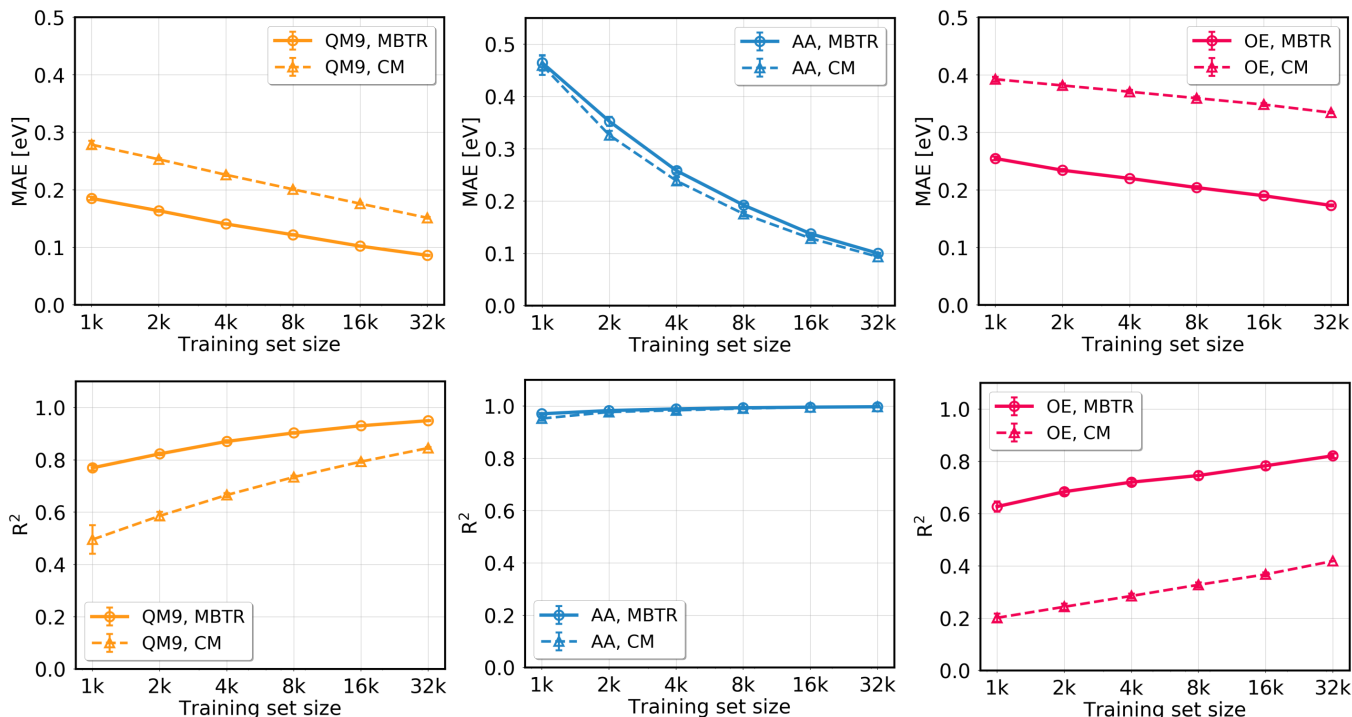 0.5
0.4
0.3
0.2
0.1
0.0
MAE [eV]
QM9, MBTR
QM9, CM
1k 2k 4k 8k 16k 32k
Training set size
0.5
0.4
0.3
0.2
0.1
0.0
MAE [eV]
AA, MBTR
AA, CM
1k 2k 4k 8k 16k 32k
Training set size
0.5
0.4
0.3
0.2
0.1
0.0
MAE [eV]
OE, MBTR
OE, CM
1k 2k 4k 8k 16k 32k
Training set size
1.0
0.8
0.6
0.4
0.2
0.0
R²
QM9, MBTR
QM9, CM
1k 2k 4k 8k 16k 32k
Training set size
1.0
0.8
0.6
0.4
0.2
0.0
R²
AA, MBTR
AA, CM
1k 2k 4k 8k 16k 32k
Training set size
1.0
0.8
0.6
0.4
0.2
0.0
R²
OE, MBTR
OE, CM
1k 2k 4k 8k 16k 32k
Training set size